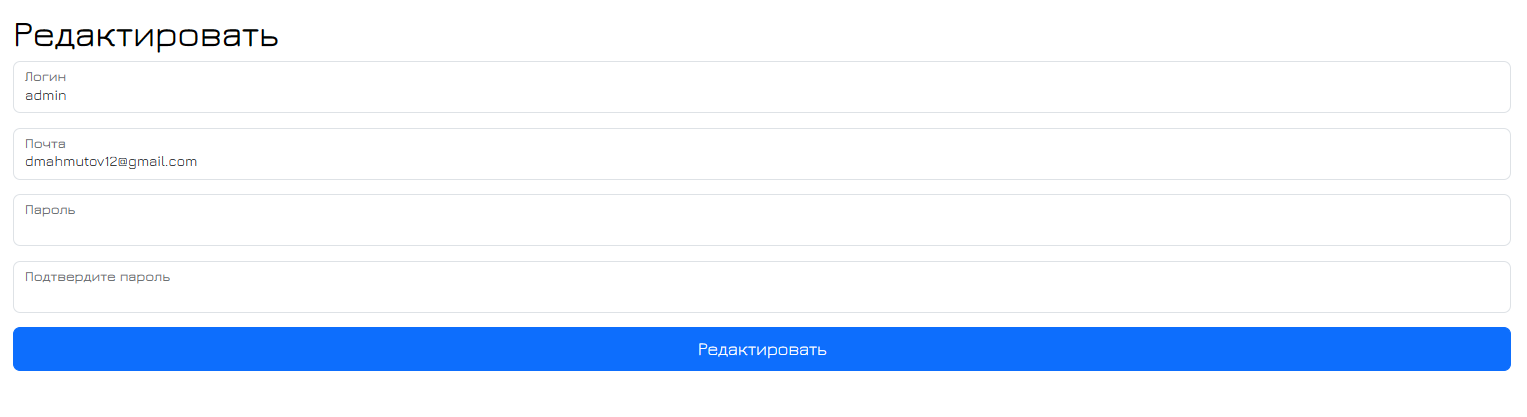 Редактировать
Логин
admin
Почта
dmahmutov12@gmail.com
Пароль
Подтвердите пароль
Редактировать